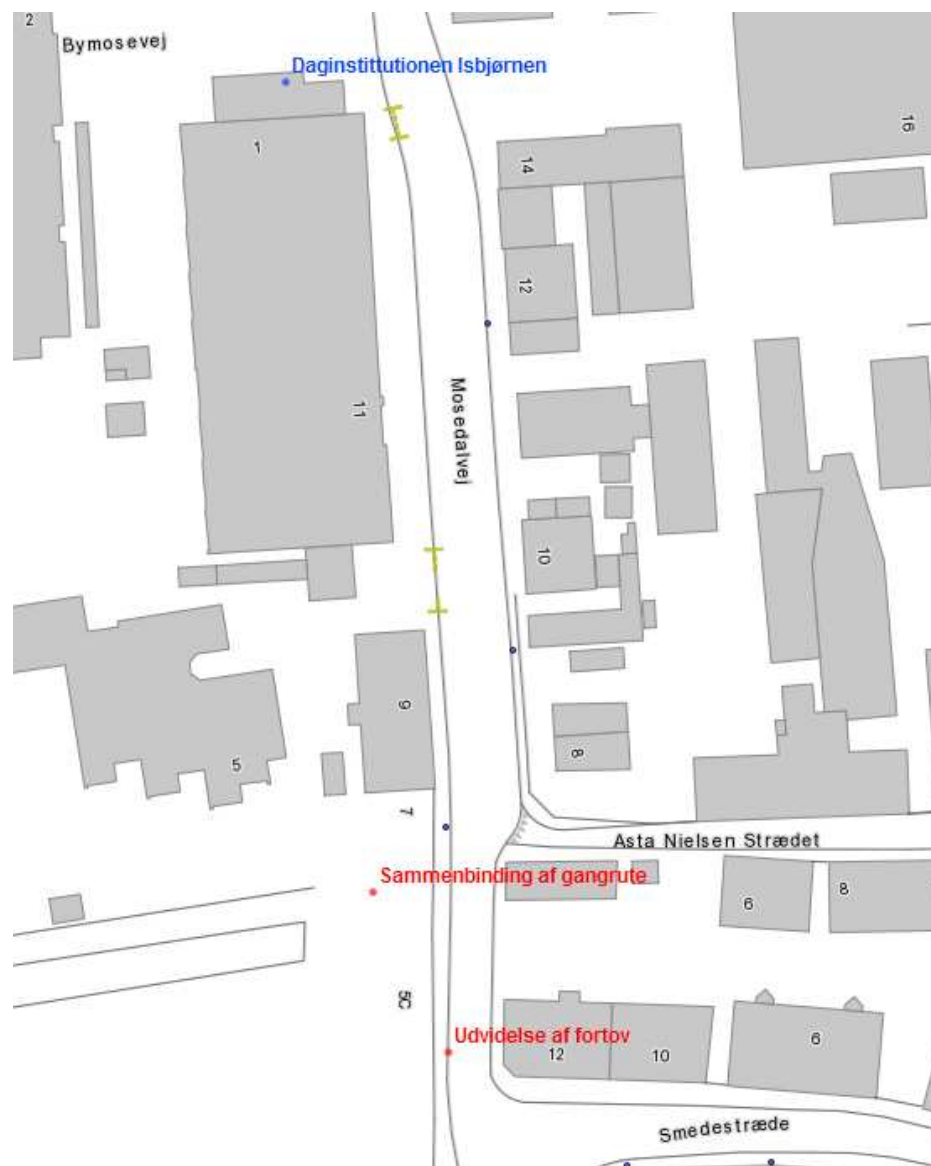 2
Bymosevej
Daginstittutionen Isbjørnen
16
1
14
12
Mosedalvej
11
10
9
8
5
7
Asta Nielsen Strædet
Sammenbinding af gangrute
6
8
5C
Udvidelse af fortov
12
10
6
Smedestræde